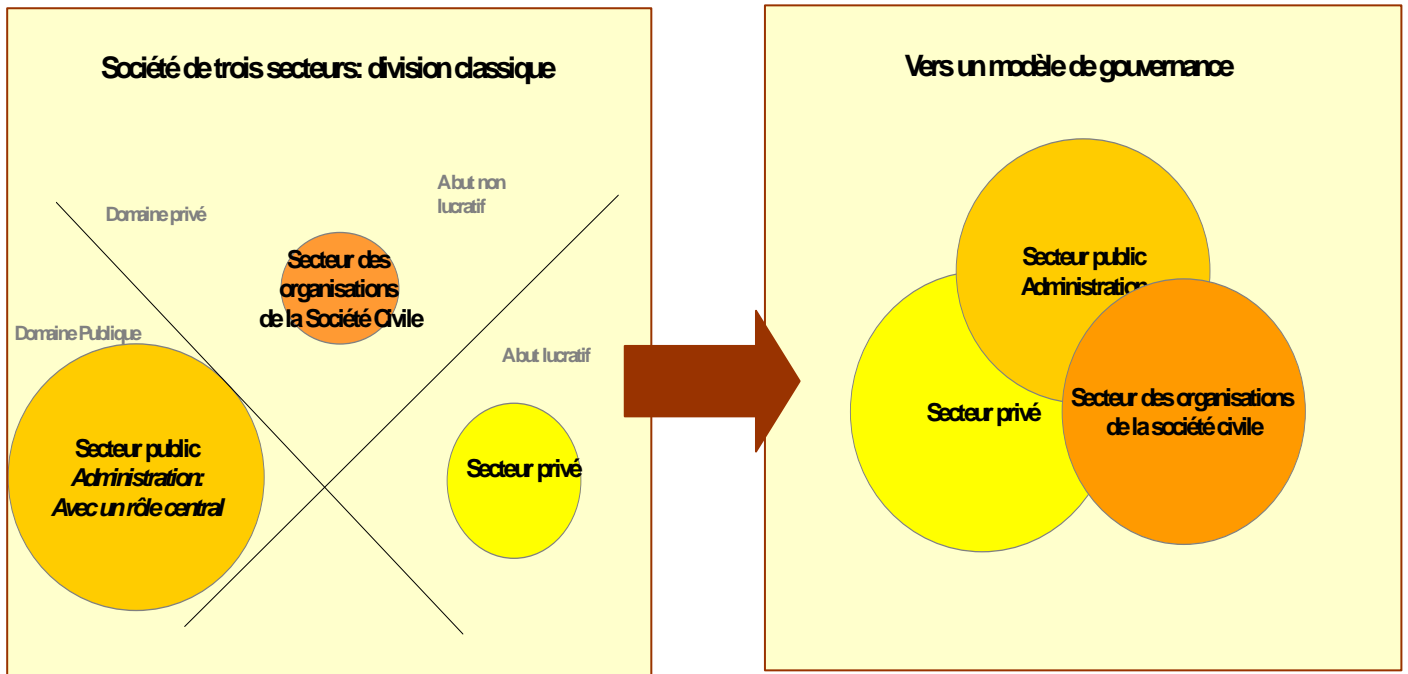 Société de trois secteurs: division classique
A but non
lucratif
Domaine privé
Secteur des
organisations
de la Société Civile
Domaine Publique
A but lucratif
Secteur public
Administration:
Avec un rôle central
Secteur privé
Vers un modèle de gouvernance
Secteur public
Administration
Secteur privé
Secteur des organisations
de la société civile